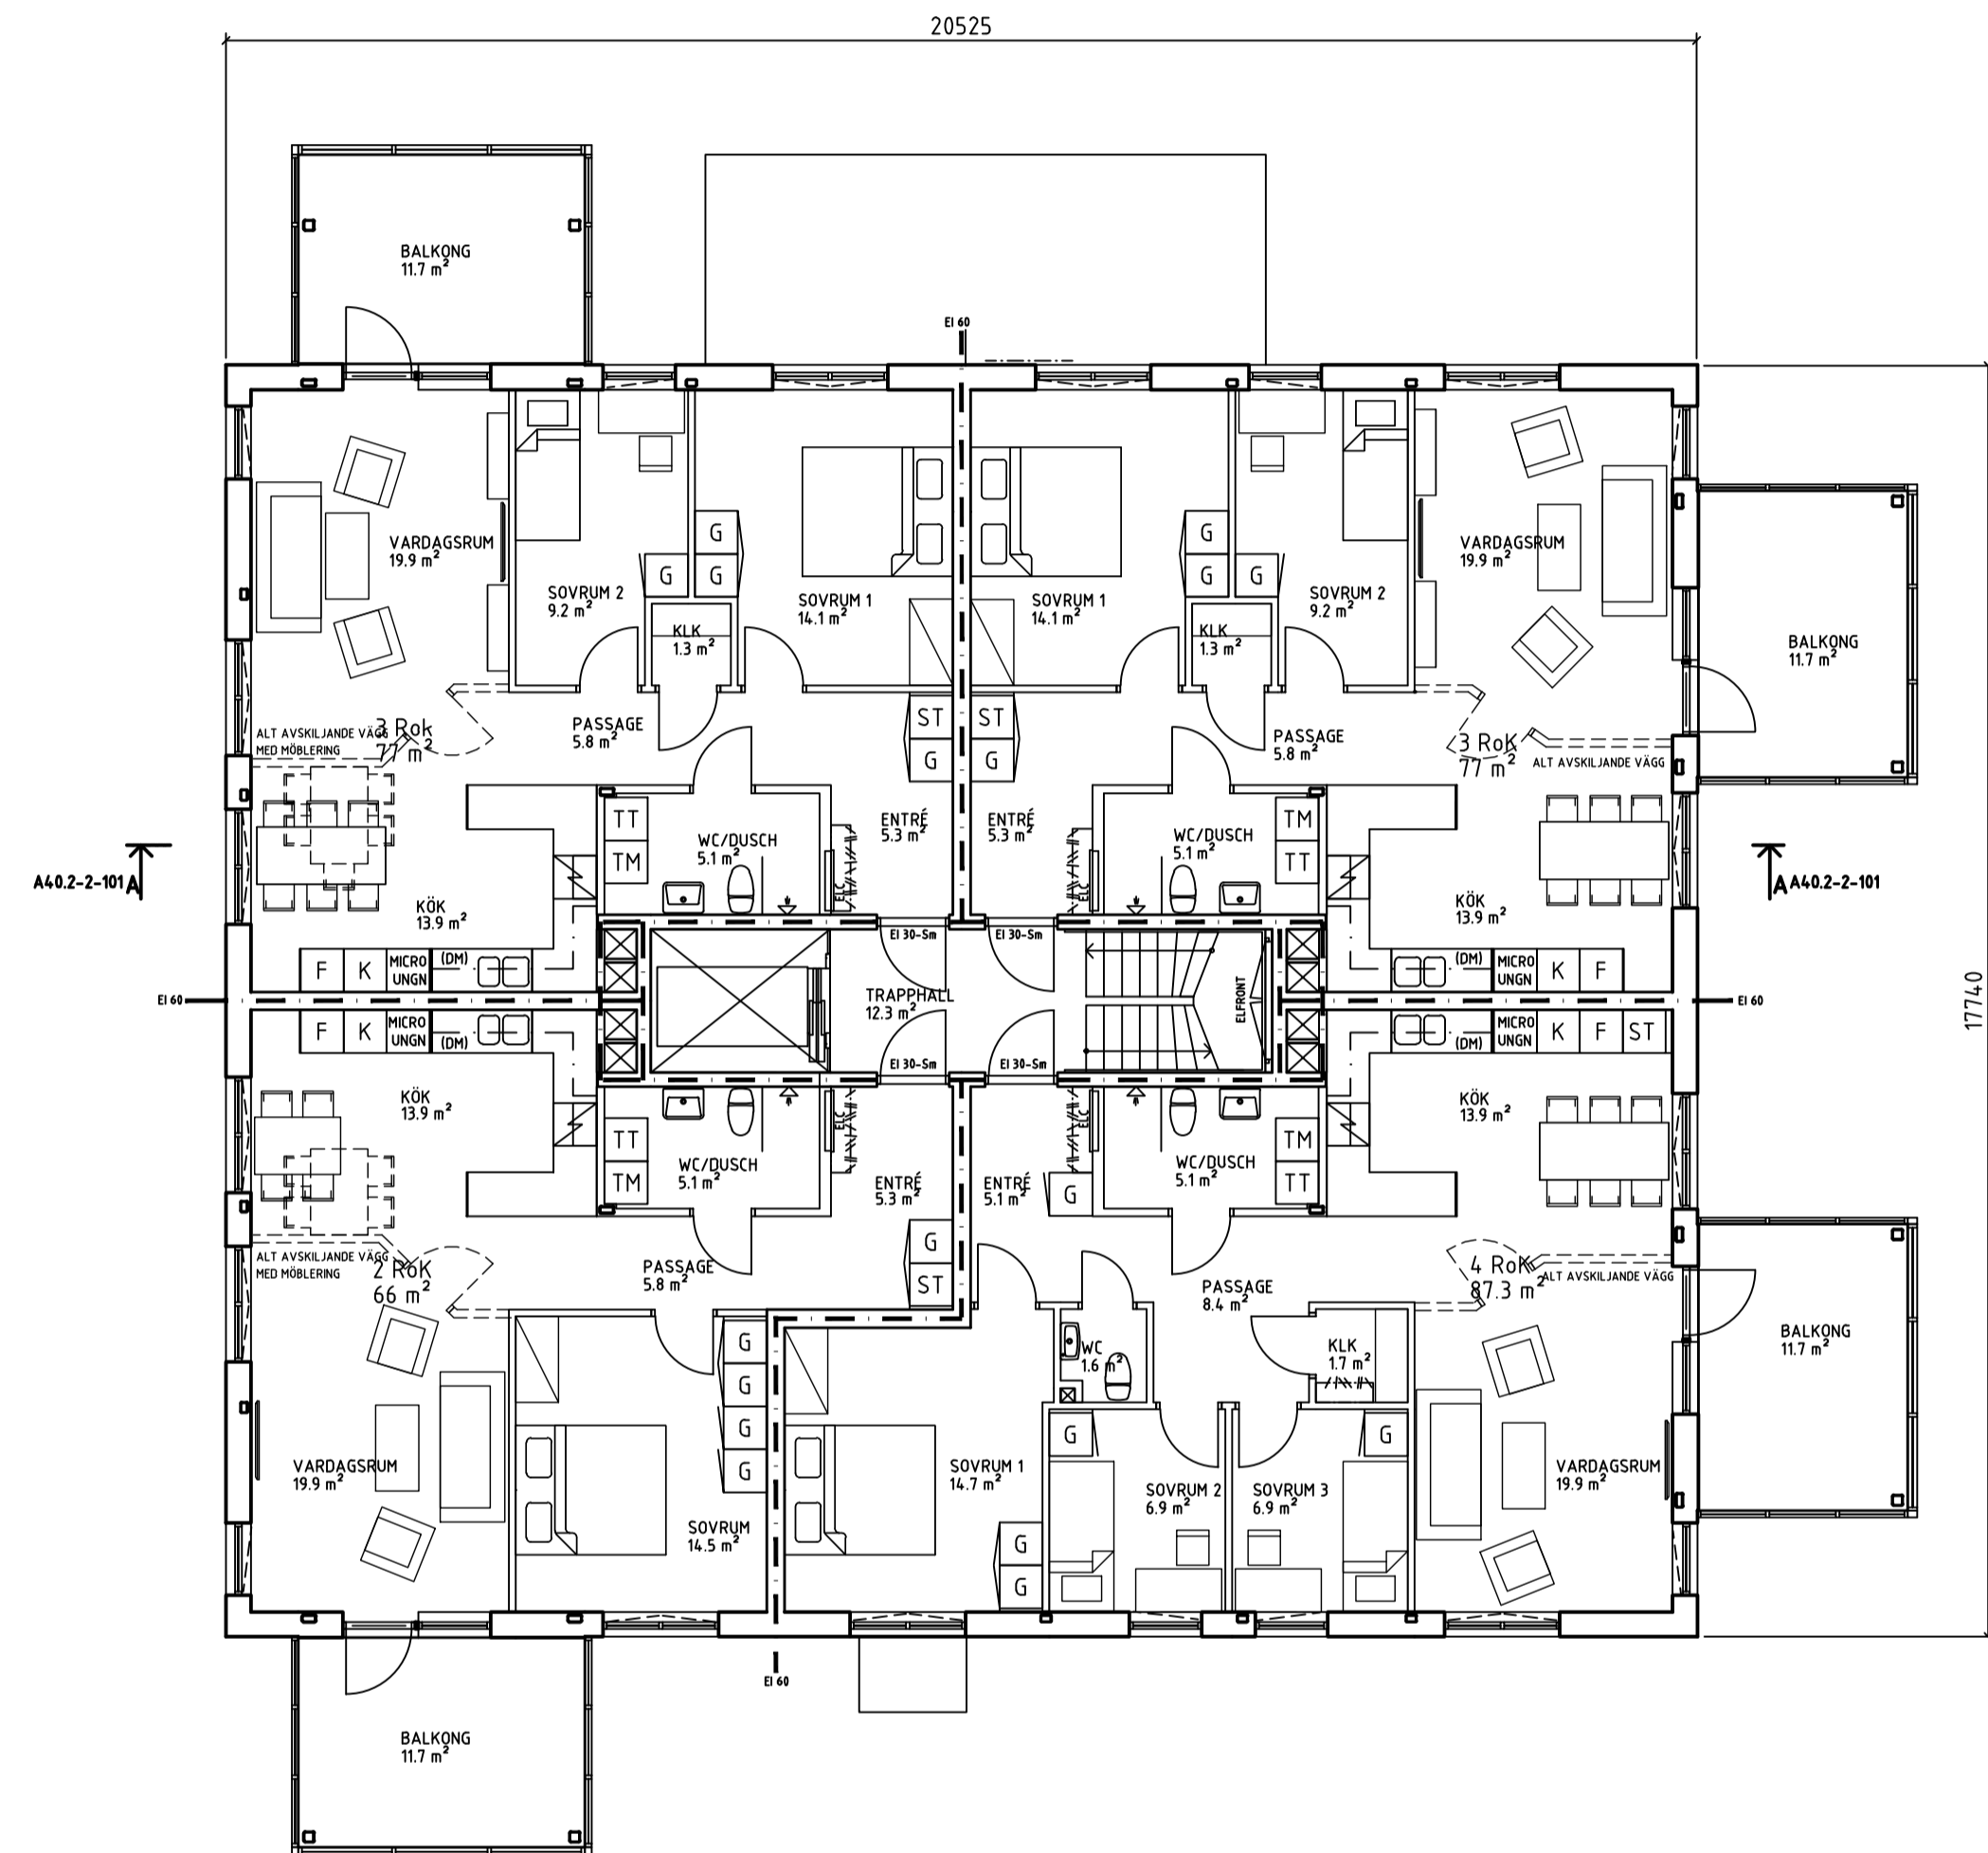 20525
BALKONG
11.7 m²
EI 60
VARDAGSRUM
19.9 m²
SOVRUM 2
9.2 m²
G
G
G
KLK
1.3 m²
SOVRUM 1
14.1 m²
SOVRUM 1
14.1 m²
G
G
G
KLK
1.3 m²
SOVRUM 2
9.2 m²
VARDAGSRUM
19.9 m²
BALKONG
11.7 m²
ALT AVSKILJANDE VÄGG
MED MÖBLERING
3 Rok
77 m²
PASSAGE
5.8 m²
ST
G
ST
G
PASSAGE
5.8 m²
3 RoK
77 m²
ALT AVSKILJANDE VÄGG
A40.2-2-101 A
KÖK
13.9 m²
TT
TM
WC/DUSCH
5.1 m²
ELC
ENTRÉ
5.3 m²
ENTRÉ
5.3 m²
ELC
WC/DUSCH
5.1 m²
TM
TT
KÖK
13.9 m²
A A40.2-2-101
F
K
MICRO
UNGN
(DM)
EI 30-Sm
EI 30-Sm
(DM)
MICRO
UNGN
K
F
EI 60
TRAPPHALL
12.3 m²
ELFRONT
EI 60
17740
F
K
MICRO
UNGN
(DM)
EI 30-Sm
EI 30-Sm
(DM)
MICRO
UNGN
K
F
ST
KÖK
13.9 m²
TT
TM
WC/DUSCH
5.1 m²
ELC
ENTRÉ
5.3 m²
ENTRÉ
5.1 m²
ELC
G
WC/DUSCH
5.1 m²
TM
TT
KÖK
13.9 m²
ALT AVSKILJANDE VÄGG
MED MÖBLERING
2 RoK
66 m²
PASSAGE
5.8 m²
G
ST
PASSAGE
8.4 m²
4 RoK
87.3 m²
ALT AVSKILJANDE VÄGG
G
G
G
G
WC
1.6 m²
KLK
1.7 m²
BALKONG
11.7 m²
VARDAGSRUM
19.9 m²
SOVRUM
14.5 m²
SOVRUM 1
14.7 m²
G
G
G
SOVRUM 2
6.9 m²
G
SOVRUM 3
6.9 m²
VARDAGSRUM
19.9 m²
EI 60
BALKONG
11.7 m²